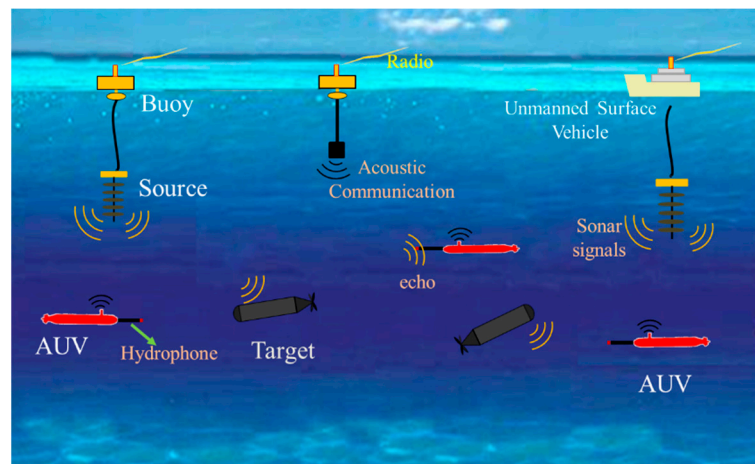 Radio
Buoy
Unmanned Surface
Vehicle
Acoustic
Communication
Source
Sonar
signals
echo
AUV
Hydrophone
Target
AUV